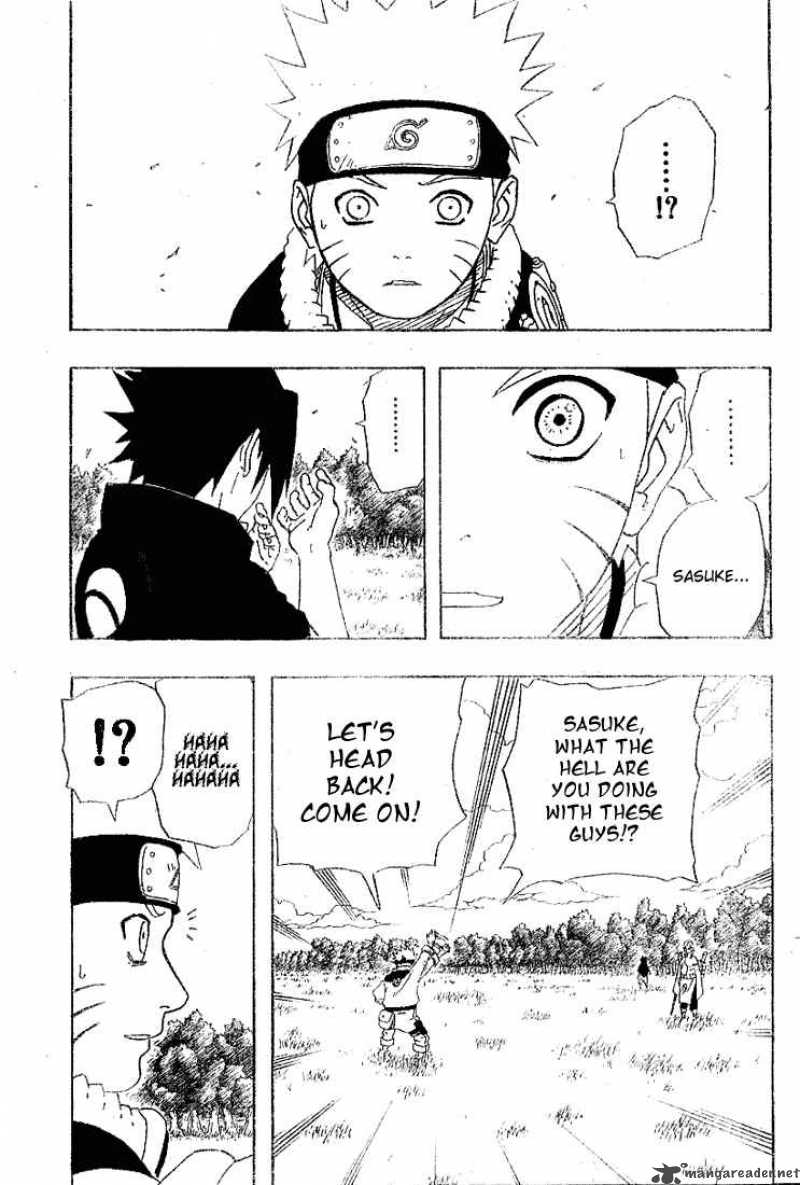 ......
!?
......
SASUKE...
......
SASUKE,
WHAT THE
HELL ARE
YOU DOING
WITH THESE
GUYS!?
LET'S
HEAD
BACK!
COME ON!
HAHA
HAHA...
HAHAHA
!?
mangareader.net